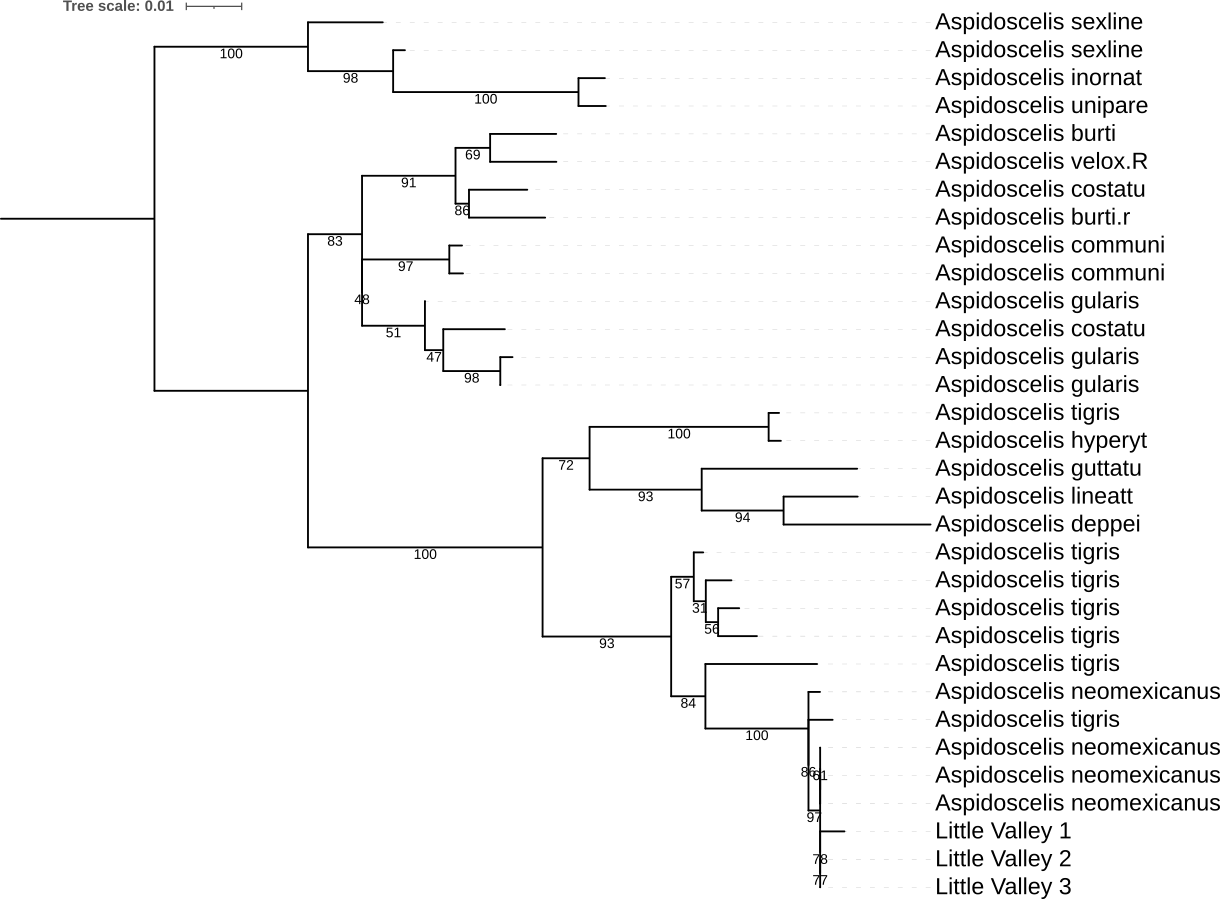 Tree scale: 0.01
Aspidoscelis sexline
Aspidoscelis sexline
100
Aspidoscelis inornat
98
100
Aspidoscelis unipare
Aspidoscelis burti
69
Aspidoscelis velox.R
91
Aspidoscelis costatu
86
Aspidoscelis burti.r
83
Aspidoscelis communi
97
Aspidoscelis communi
48
Aspidoscelis gularis
51
Aspidoscelis costatu
47
Aspidoscelis gularis
98
Aspidoscelis gularis
Aspidoscelis tigris
100
Aspidoscelis hyperyt
72
Aspidoscelis guttatu
93
Aspidoscelis lineatt
94
Aspidoscelis deppei
100
Aspidoscelis tigris
57
Aspidoscelis tigris
31
Aspidoscelis tigris
56
Aspidoscelis tigris
93
Aspidoscelis tigris
84
Aspidoscelis neomexicanus
Aspidoscelis tigris
100
Aspidoscelis neomexicanus
86
61
Aspidoscelis neomexicanus
Aspidoscelis neomexicanus
97
Little Valley 1
78
Little Valley 2
77
Little Valley 3